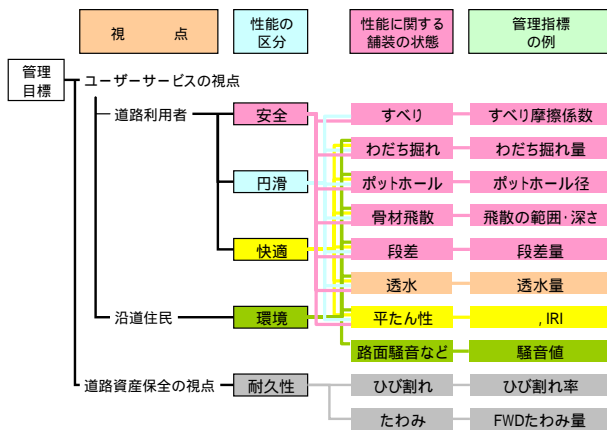 視　点
性能の
区分
性能に関する
舗装の状態
管理指標
の例
管理
目標
ユーザーサービスの視点
道路利用者
安全
すべり
すべり摩擦係数
わだち掘れ
わだち掘れ量
円滑
ポットホール
ポットホール径
骨材飛散
飛散の範囲・深さ
快適
段差
段差量
透水
透水量
沿道住民
環境
平たん性
, IRI
路面騒音など
騒音値
道路資産保全の視点
耐久性
ひび割れ
ひび割れ率
たわみ
FWDたわみ量